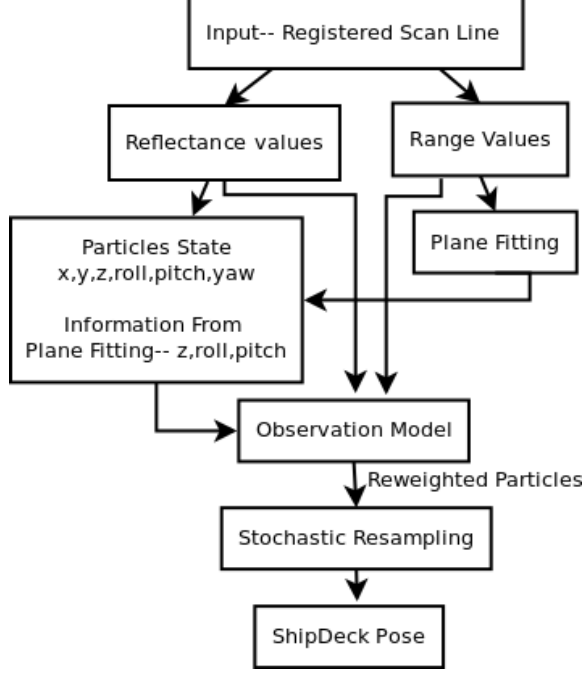 Input-- Registered Scan Line
Reflectance values
Range Values
Particles State
x,y,z,roll,pitch,yaw
Information From
Plane Fitting-- z,roll,pitch
Plane Fitting
Observation Model
Reweighted Particles
Stochastic Resampling
ShipDeck Pose